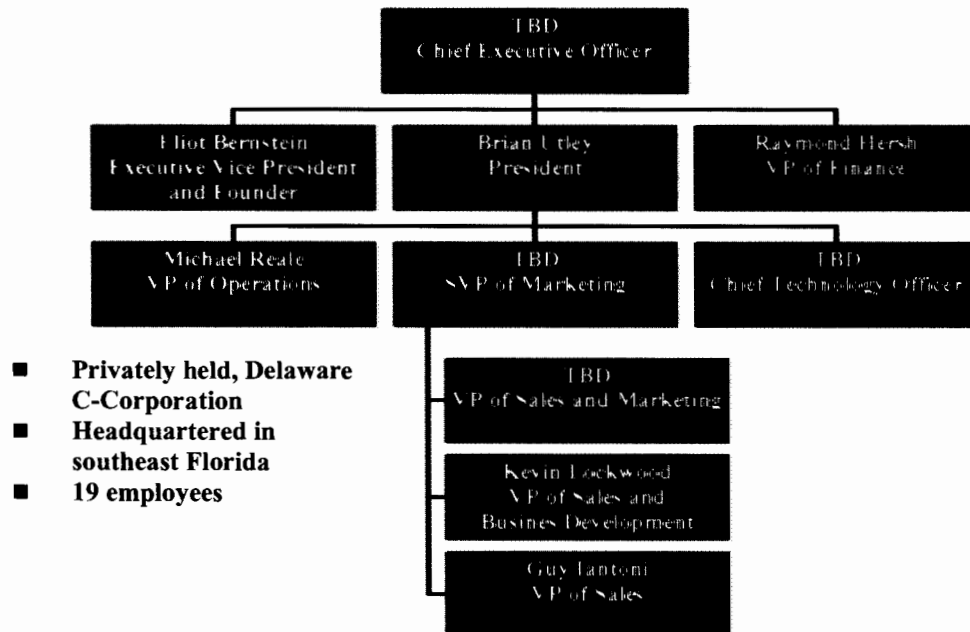 TBD
Chief Executive Officer
Eliot Bernstein
Executive Vice President
and Founder
Brian Utley
President
Raymond Hersh
VP of Finance
Michael Reale
VP of Operations
TBD
SVP of Marketing
TBD
Chief Technology Officer
■ Privately held, Delaware
C-Corporation
■ Headquartered in
southeast Florida
■ 19 employees
TBD
VP of Sales and Marketing
Kevin Lockwood
VP of Sales and
Busines Development
Guy Iantoni
VP of Sales